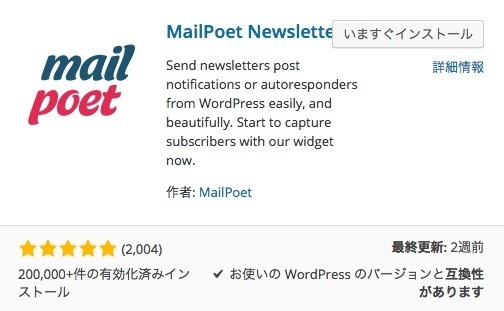 mail
poet
MailPoet Newslette
いますぐインストール
詳細情報
Send newsletters post
notifications or autoresponders
from WordPress easily, and
beautifully. Start to capture
subscribers with our widget
now.
作者: MailPoet
(2,004)
最終更新: 2週前
200,000+件の有効化済みイン
ストール
✔ お使いの WordPress のバージョンと互換性
があります